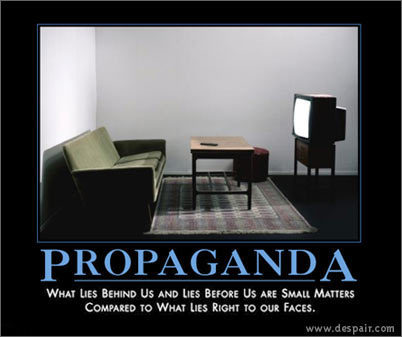 PROPAGANDA
WHAT LIES BEHIND US AND LIES BEFORE US ARE SMALL MATTERS
COMPARED TO WHAT LIES RIGHT TO OUR FACES.
www.despair.com